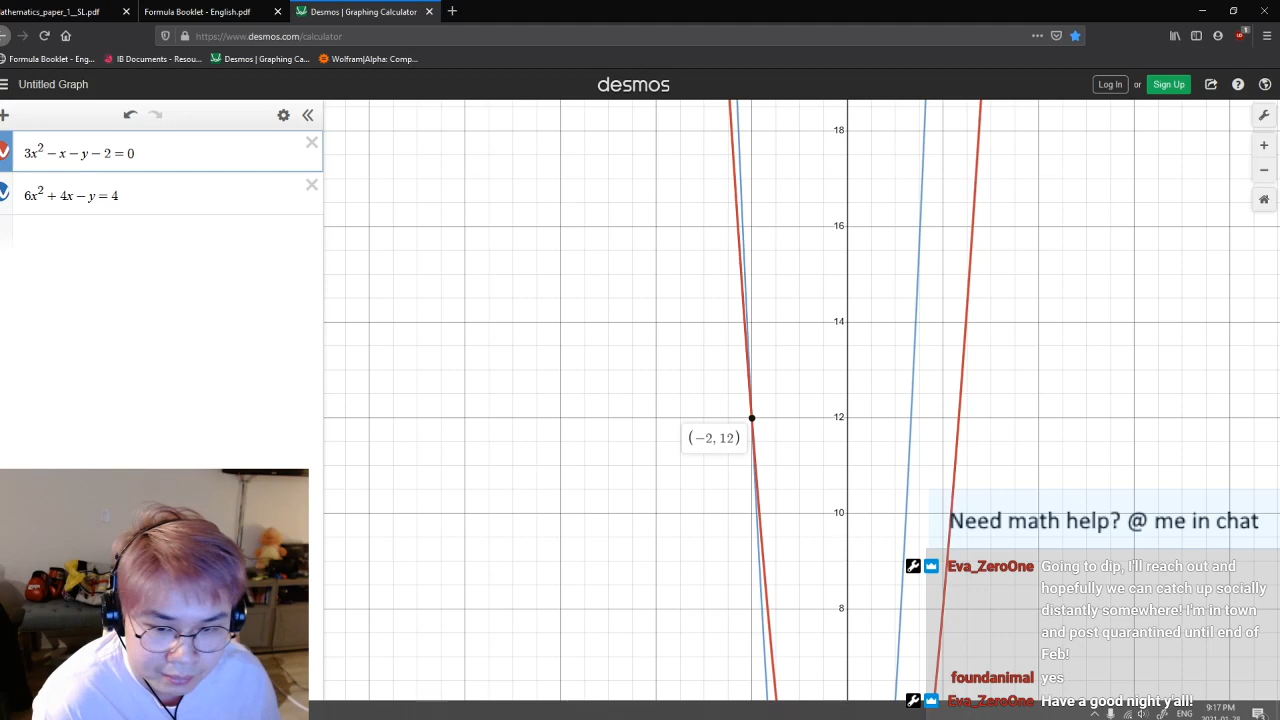 athematics_paper_1__SL.pdf
Formula Booklet - English.pdf
Desmos | Graphing Calculator
https://www.desmos.com/calculator
Formula Booklet - Eng...
IB Documents - Resou...
Desmos | Graphing Ca...
Wolfram|Alpha: Comp...
Untitled Graph
desmos
Log In or Sign Up
3x² − x − y − 2 = 0
6x² + 4x − y = 4
18
16
14
12
10
8
(−2, 12)
Need math help? @ me in chat
Eva_ZeroOne Going to dip, I'll reach out and
hopefully we can catch up socially
distantly somewhere! I'm in town
and post quarantined until end of
Feb!
foundanimal yes
Eva_ZeroOne Have a good night y'all!
ENG
9:17 PM
2021-01-28